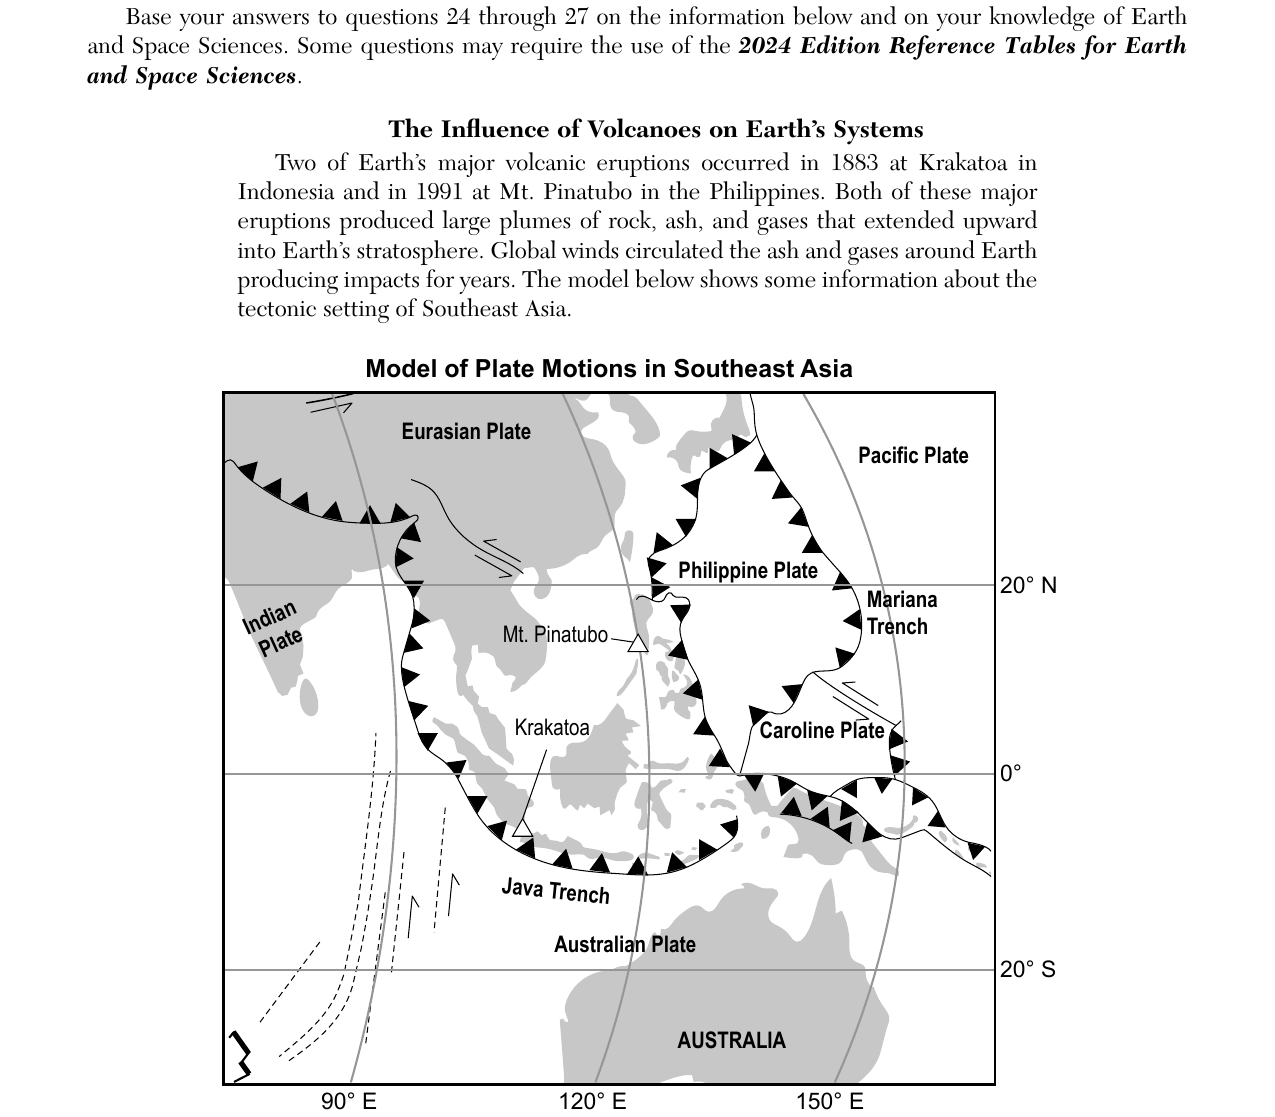 Base your answers to questions 24 through 27 on the information below and on your knowledge of Earth
and Space Sciences. Some questions may require the use of the 2024 Edition Reference Tables for Earth
and Space Sciences.
The Influence of Volcanoes on Earth’s Systems
Two of Earth’s major volcanic eruptions occurred in 1883 at Krakatoa in
Indonesia and in 1991 at Mt. Pinatubo in the Philippines. Both of these major
eruptions produced large plumes of rock, ash, and gases that extended upward
into Earth’s stratosphere. Global winds circulated the ash and gases around Earth
producing impacts for years. The model below shows some information about the
tectonic setting of Southeast Asia.
Model of Plate Motions in Southeast Asia
Eurasian Plate
Pacific Plate
Philippine Plate
20° N
Mariana
Trench
Indian
Plate
Mt. Pinatubo
Krakatoa
Caroline Plate
0°
Java Trench
Australian Plate
20° S
AUSTRALIA
90° E
120° E
150° E